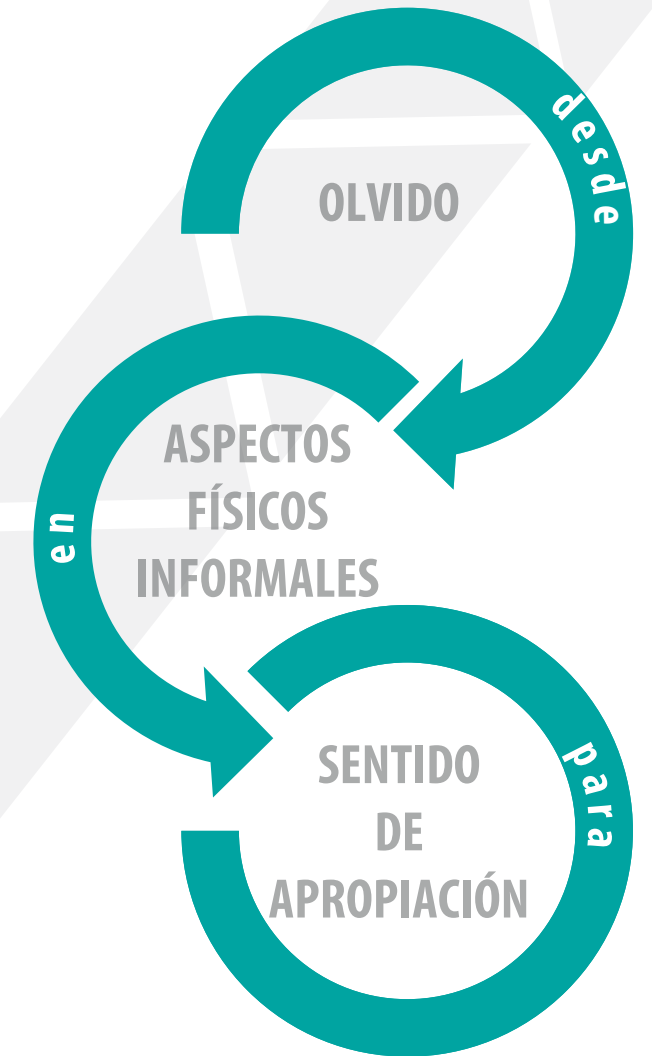 desde
OLVIDO
en
ASPECTOS
FÍSICOS
INFORMALES
para
SENTIDO
DE
APROPIACIÓN